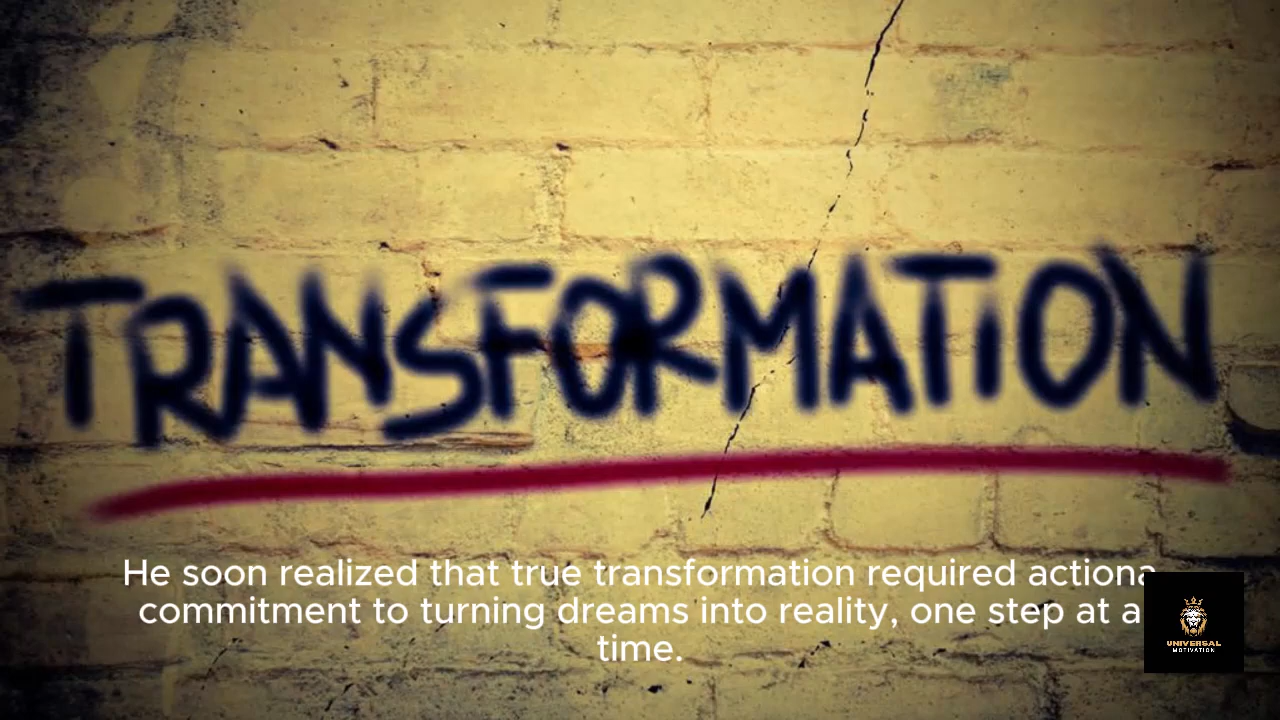 TRANSFORMATION
He soon realized that true transformation required actiona
commitment to turning dreams into reality, one step at a
time.
UNIVERSAL
MOTIVATION